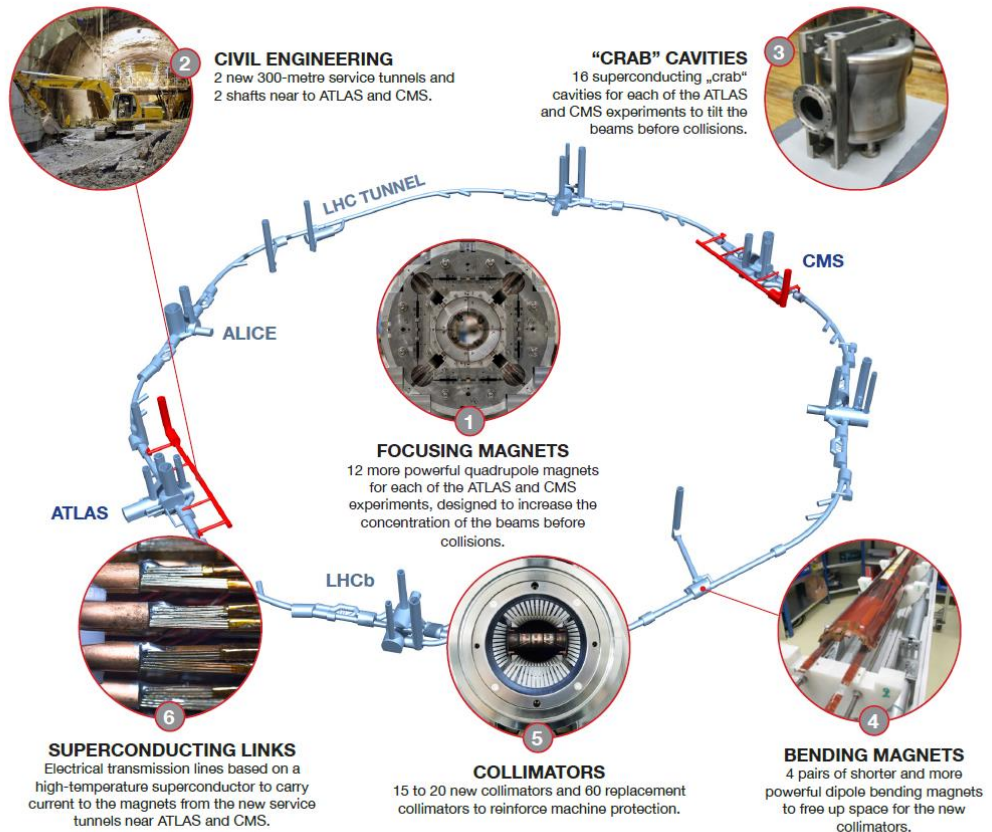 2
CIVIL ENGINEERING
2 new 300-metre service tunnels and
2 shafts near to ATLAS and CMS.
“CRAB” CAVITIES
16 superconducting „crab“
cavities for each of the ATLAS
and CMS experiments to tilt the
beams before collisions.
3
LHC TUNNEL
CMS
ALICE
1
FOCUSING MAGNETS
12 more powerful quadrupole magnets
for each of the ATLAS and CMS
experiments, designed to increase the
concentration of the beams before
collisions.
ATLAS
LHCb
6
SUPERCONDUCTING LINKS
Electrical transmission lines based on a
high-temperature superconductor to carry
current to the magnets from the new service
tunnels near ATLAS and CMS.
5
COLLIMATORS
15 to 20 new collimators and 60 replacement
collimators to reinforce machine protection.
4
BENDING MAGNETS
4 pairs of shorter and more
powerful dipole bending magnets
to free up space for the new
collimators.